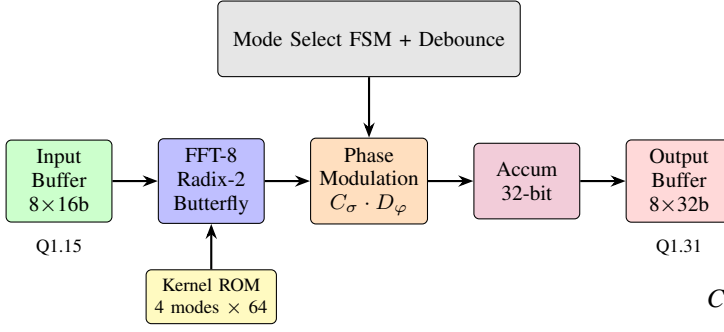 Mode Select FSM + Debounce
Input
Buffer
8×16b
FFT-8
Radix-2
Butterfly
Phase
Modulation
C_σ · D_φ
Accum
32-bit
Output
Buffer
8×32b
Q1.15
Q1.31
Kernel ROM
4 modes × 64
C